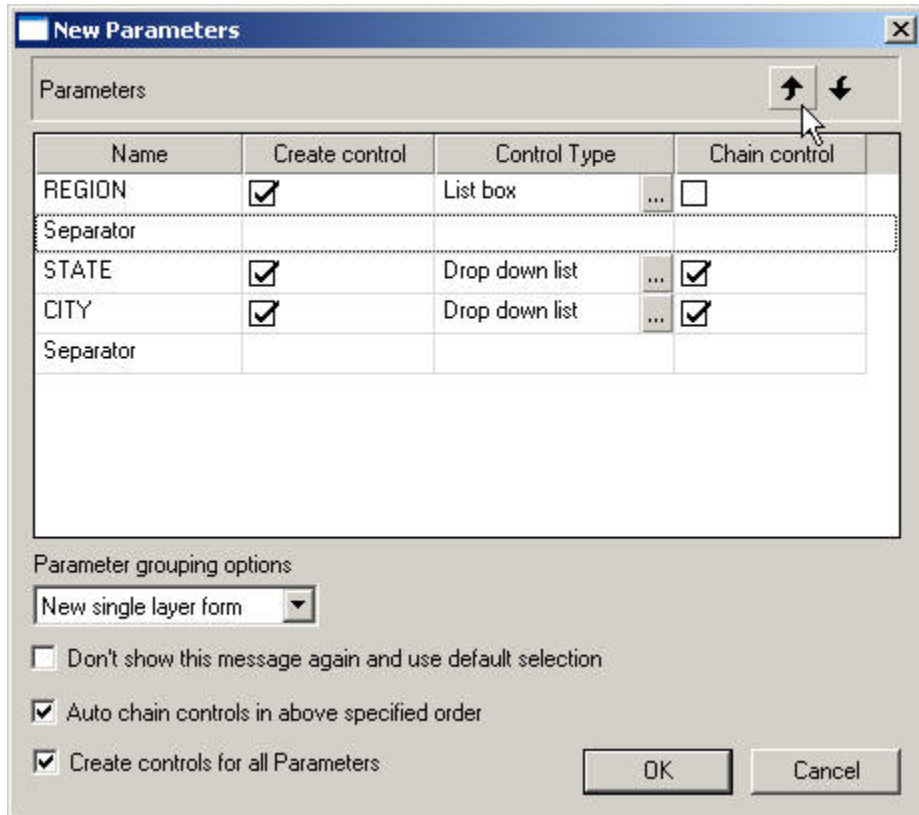 New Parameters
Parameters
Name Create control Control Type Chain control
REGION List box ...
Separator
STATE Drop down list ...
CITY Drop down list ...
Separator
Parameter grouping options
New single layer form
Don't show this message again and use default selection
Auto chain controls in above specified order
Create controls for all Parameters
OK Cancel